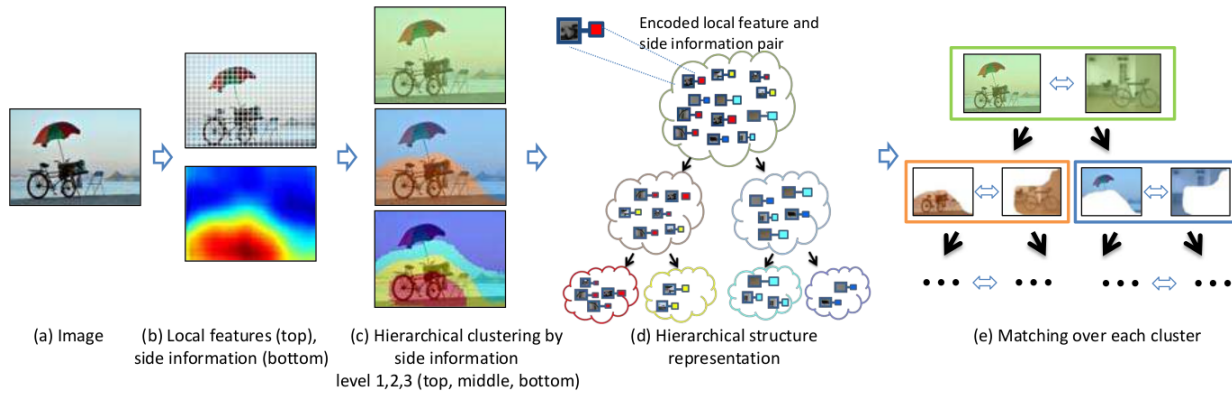 Encoded local feature and
side information pair
(a) Image
(b) Local features (top),
side information (bottom)
(c) Hierarchical clustering by
side information
level 1,2,3 (top, middle, bottom)
(d) Hierarchical structure
representation
(e) Matching over each cluster